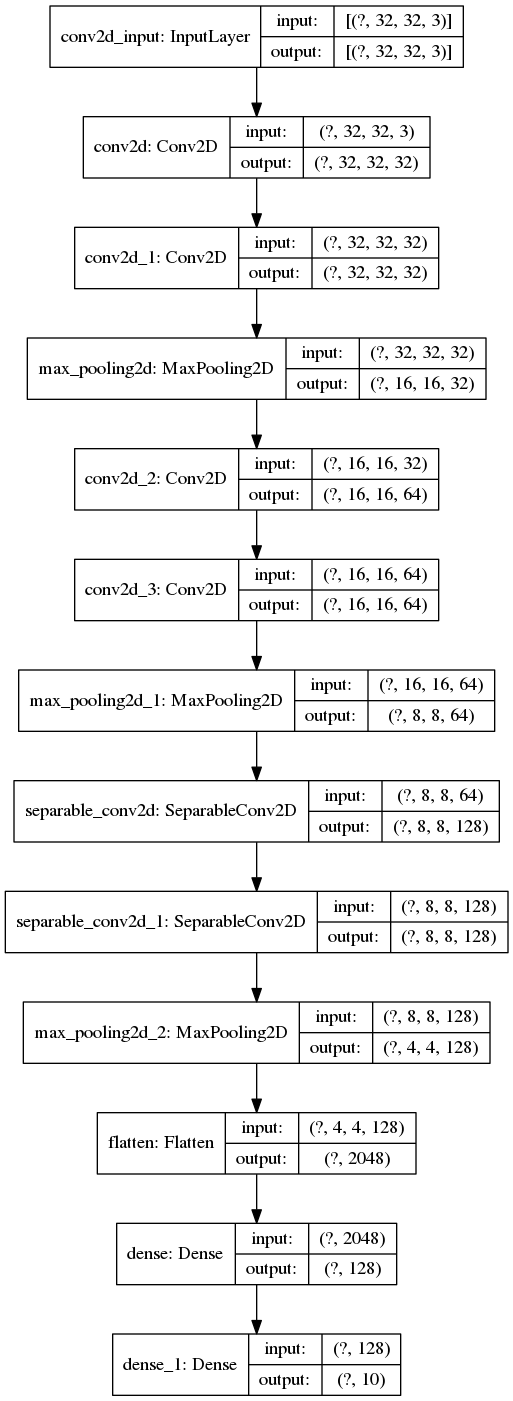 conv2d_input: InputLayer
input: [(?, 32, 32, 3)]
output: [(?, 32, 32, 3)]
conv2d: Conv2D
input: (?, 32, 32, 3)
output: (?, 32, 32, 32)
conv2d_1: Conv2D
input: (?, 32, 32, 32)
output: (?, 32, 32, 32)
max_pooling2d: MaxPooling2D
input: (?, 32, 32, 32)
output: (?, 16, 16, 32)
conv2d_2: Conv2D
input: (?, 16, 16, 32)
output: (?, 16, 16, 64)
conv2d_3: Conv2D
input: (?, 16, 16, 64)
output: (?, 16, 16, 64)
max_pooling2d_1: MaxPooling2D
input: (?, 16, 16, 64)
output: (?, 8, 8, 64)
separable_conv2d: SeparableConv2D
input: (?, 8, 8, 64)
output: (?, 8, 8, 128)
separable_conv2d_1: SeparableConv2D
input: (?, 8, 8, 128)
output: (?, 8, 8, 128)
max_pooling2d_2: MaxPooling2D
input: (?, 8, 8, 128)
output: (?, 4, 4, 128)
flatten: Flatten
input: (?, 4, 4, 128)
output: (?, 2048)
dense: Dense
input: (?, 2048)
output: (?, 128)
dense_1: Dense
input: (?, 128)
output: (?, 10)